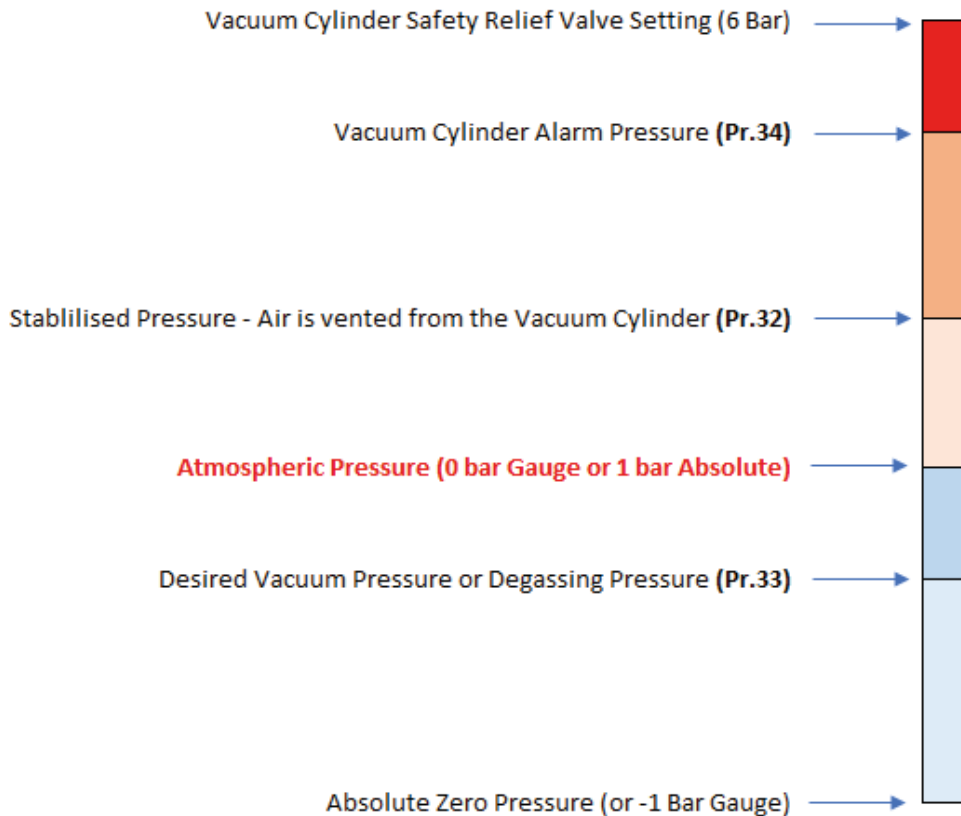 Vacuum Cylinder Safety Relief Valve Setting (6 Bar)
Vacuum Cylinder Alarm Pressure (Pr.34)
Stablilised Pressure - Air is vented from the Vacuum Cylinder (Pr.32)
Atmospheric Pressure (0 bar Gauge or 1 bar Absolute)
Desired Vacuum Pressure or Degassing Pressure (Pr.33)
Absolute Zero Pressure (or -1 Bar Gauge)